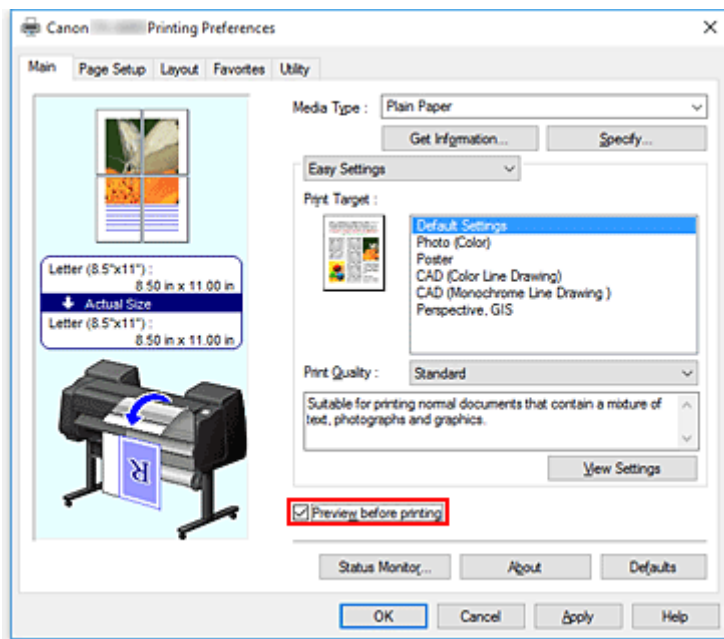 Canon Printing Preferences
Main Page Setup Layout Favorites Utility
Media Type : Plain Paper
Get Information... Specify...
Easy Settings
Print Target :
Default Settings
Photo (Color)
Poster
CAD (Color Line Drawing)
CAD (Monochrome Line Drawing )
Perspective, GIS
Letter (8.5"x11") :
8.50 in x 11.00 in
Actual Size
Letter (8.5"x11") :
8.50 in x 11.00 in
R
Print Quality : Standard
Suitable for printing normal documents that contain a mixture of
text, photographs and graphics.
View Settings
Preview before printing
Status Monitor... About Defaults
OK Cancel Apply Help